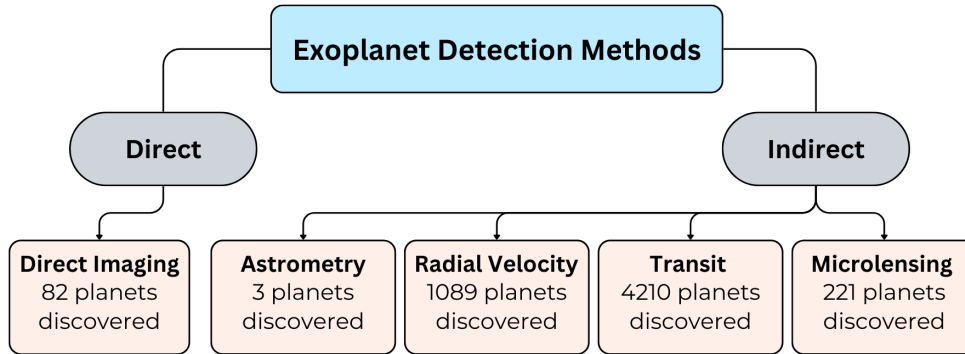 Exoplanet Detection Methods
Direct
Indirect
Direct Imaging
82 planets
discovered
Astrometry
3 planets
discovered
Radial Velocity
1089 planets
discovered
Transit
4210 planets
discovered
Microlensing
221 planets
discovered